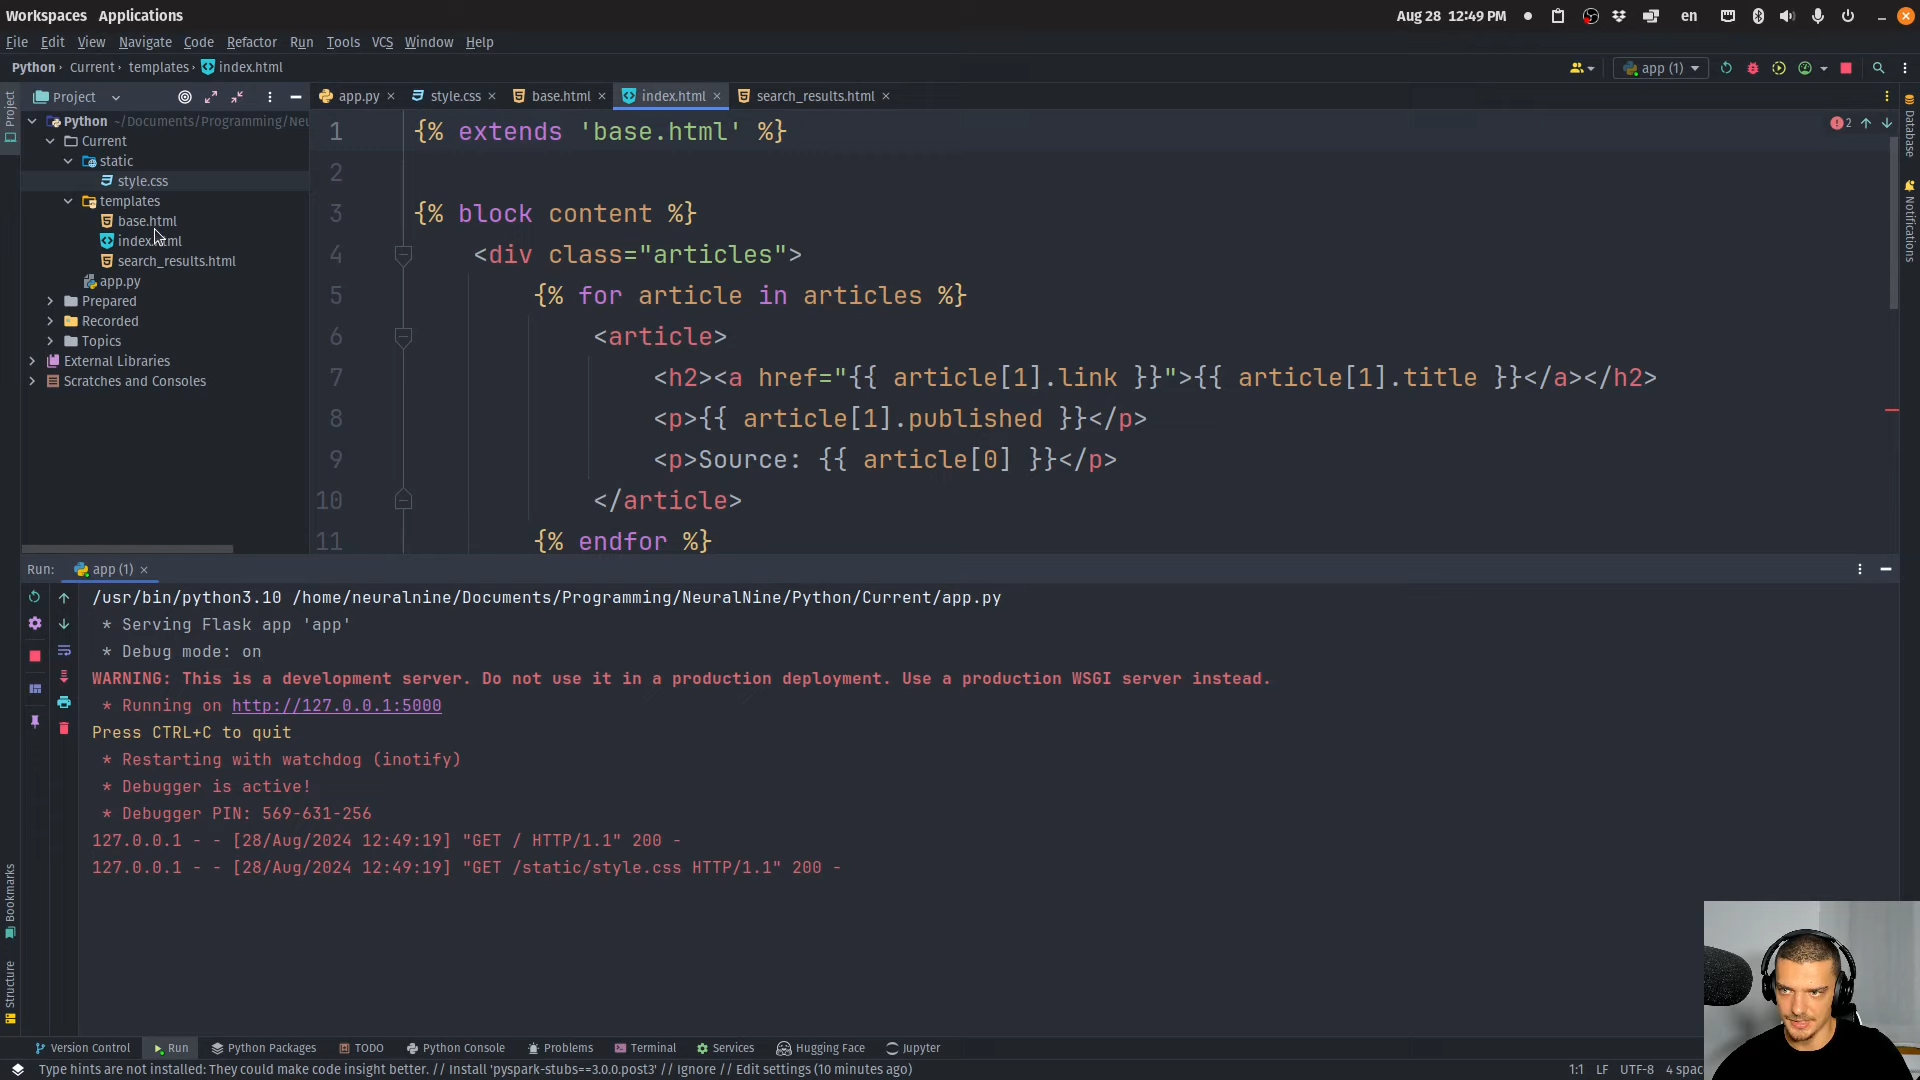 Workspaces Applications Aug 28 12:49 PM en
File Edit View Navigate Code Refactor Run Tools VCS Window Help
Python Current templates index.html app (1)
Project
app.py style.css base.html index.html search_results.html
Python ~/Documents/Programming/Neu
Current
static
style.css
templates
base.html
index.html
search_results.html
app.py
Prepared
Recorded
Topics
External Libraries
Scratches and Consoles
1 {% extends 'base.html' %}
2
3 {% block content %}
4 <div class="articles">
5 {% for article in articles %}
6 <article>
7 <h2><a href="{{ article[1].link }}">{{ article[1].title }}</a></h2>
8 <p>{{ article[1].published }}</p>
9 <p>Source: {{ article[0] }}</p>
10 </article>
11 {% endfor %}
2
Project
Database
Notifications
Run: app (1)
/usr/bin/python3.10 /home/neuralnine/Documents/Programming/NeuralNine/Python/Current/app.py
* Serving Flask app 'app'
* Debug mode: on
WARNING: This is a development server. Do not use it in a production deployment. Use a production WSGI server instead.
* Running on http://127.0.0.1:5000
Press CTRL+C to quit
* Restarting with watchdog (inotify)
* Debugger is active!
* Debugger PIN: 569-631-256
127.0.0.1 - - [28/Aug/2024 12:49:19] "GET / HTTP/1.1" 200 -
127.0.0.1 - - [28/Aug/2024 12:49:19] "GET /static/style.css HTTP/1.1" 200 -
Bookmarks
Structure
Version Control Run Python Packages TODO Python Console Problems Terminal Services Hugging Face Jupyter
Type hints are not installed: They could make code insight better. // Install 'pyspark-stubs==3.0.0.post3' // Ignore // Edit settings (10 minutes ago) 1:1 LF UTF-8 4 spac